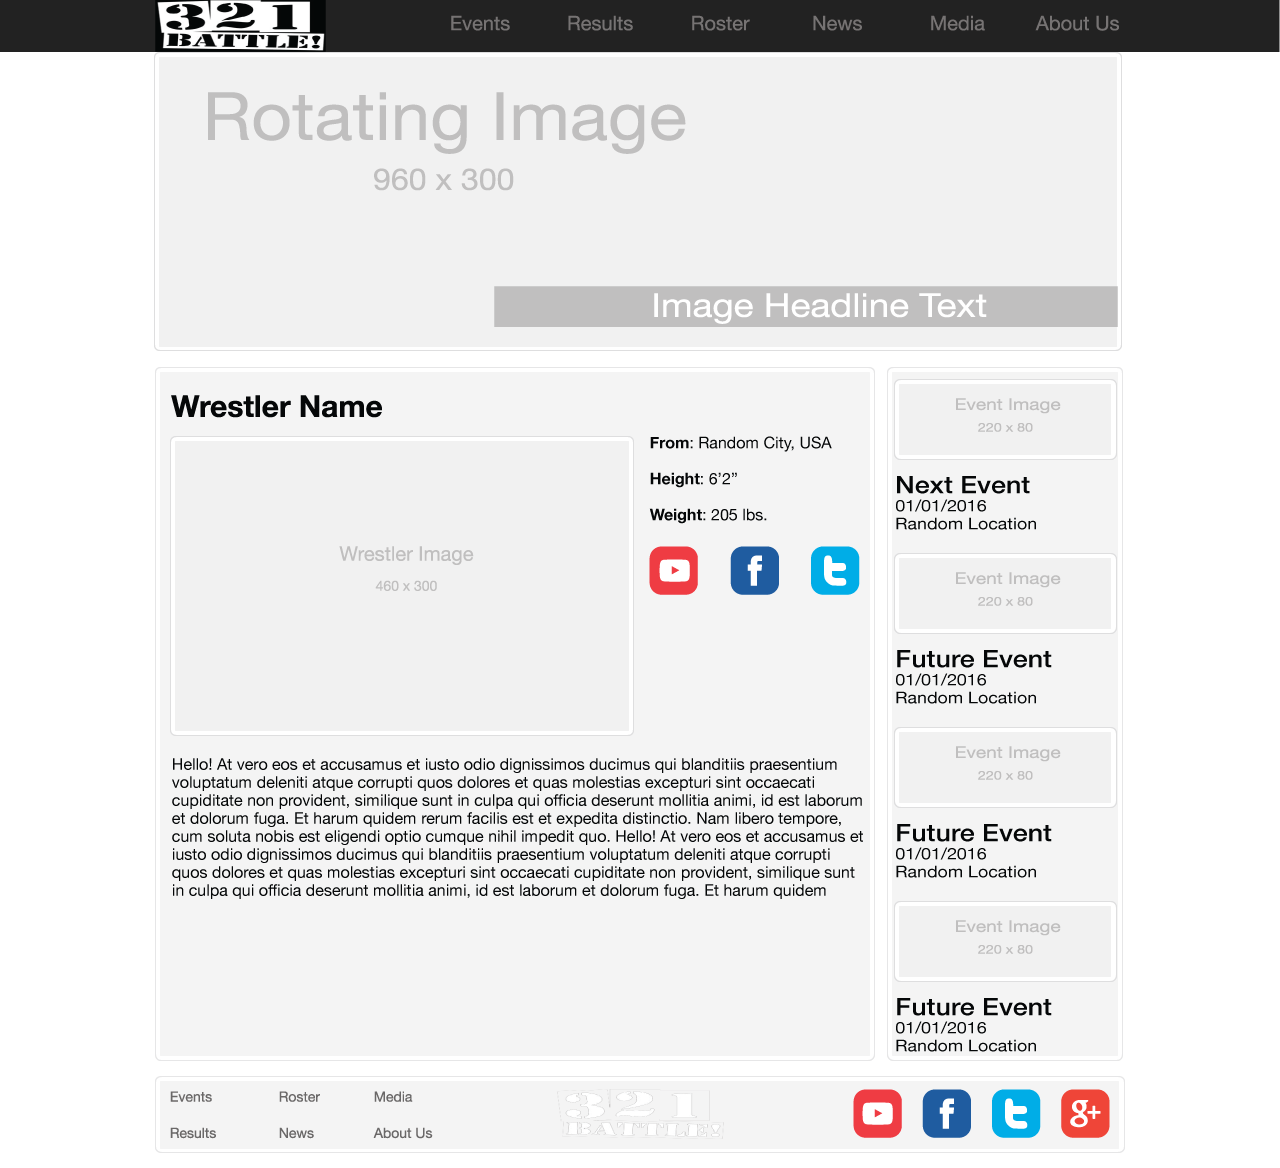 321
BATTLE!
Events Results Roster News Media About Us
Rotating Image
960 x 300
Image Headline Text
Wrestler Name
Wrestler Image
460 x 300
From: Random City, USA
Height: 6’2”
Weight: 205 lbs.
Hello! At vero eos et accusamus et iusto odio dignissimos ducimus qui blanditiis praesentium
voluptatum deleniti atque corrupti quos dolores et quas molestias excepturi sint occaecati
cupiditate non provident, similique sunt in culpa qui officia deserunt mollitia animi, id est laborum
et dolorum fuga. Et harum quidem rerum facilis est et expedita distinctio. Nam libero tempore,
cum soluta nobis est eligendi optio cumque nihil impedit quo. Hello! At vero eos et accusamus et
iusto odio dignissimos ducimus qui blanditiis praesentium voluptatum deleniti atque corrupti
quos dolores et quas molestias excepturi sint occaecati cupiditate non provident, similique sunt
in culpa qui officia deserunt mollitia animi, id est laborum et dolorum fuga. Et harum quidem
Event Image
220 x 80
Next Event
01/01/2016
Random Location
Event Image
220 x 80
Future Event
01/01/2016
Random Location
Event Image
220 x 80
Future Event
01/01/2016
Random Location
Event Image
220 x 80
Future Event
01/01/2016
Random Location
Events Roster Media
Results News About Us
321
BATTLE!
f t g+